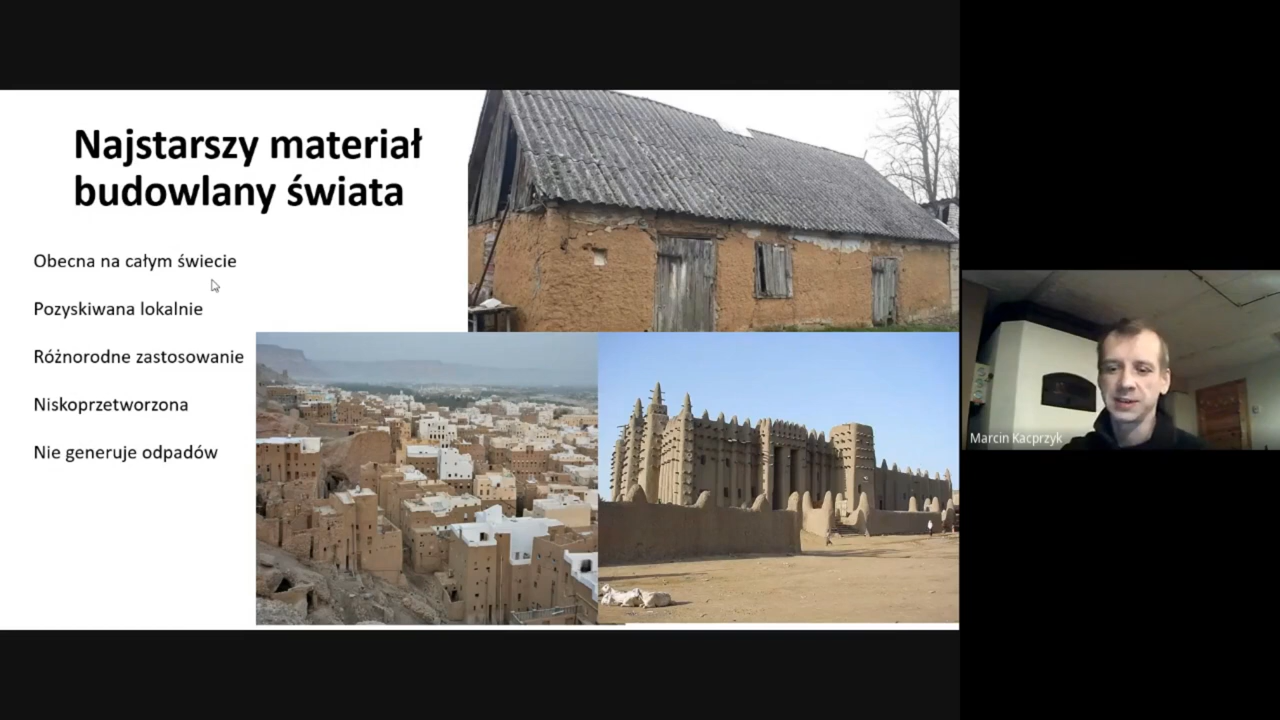 Najstarszy materiał
budowlany świata
Obecna na całym świecie
Pozyskiwana lokalnie
Różnorodne zastosowanie
Niskoprzetworzona
Nie generuje odpadów
Marcin Kacprzyk